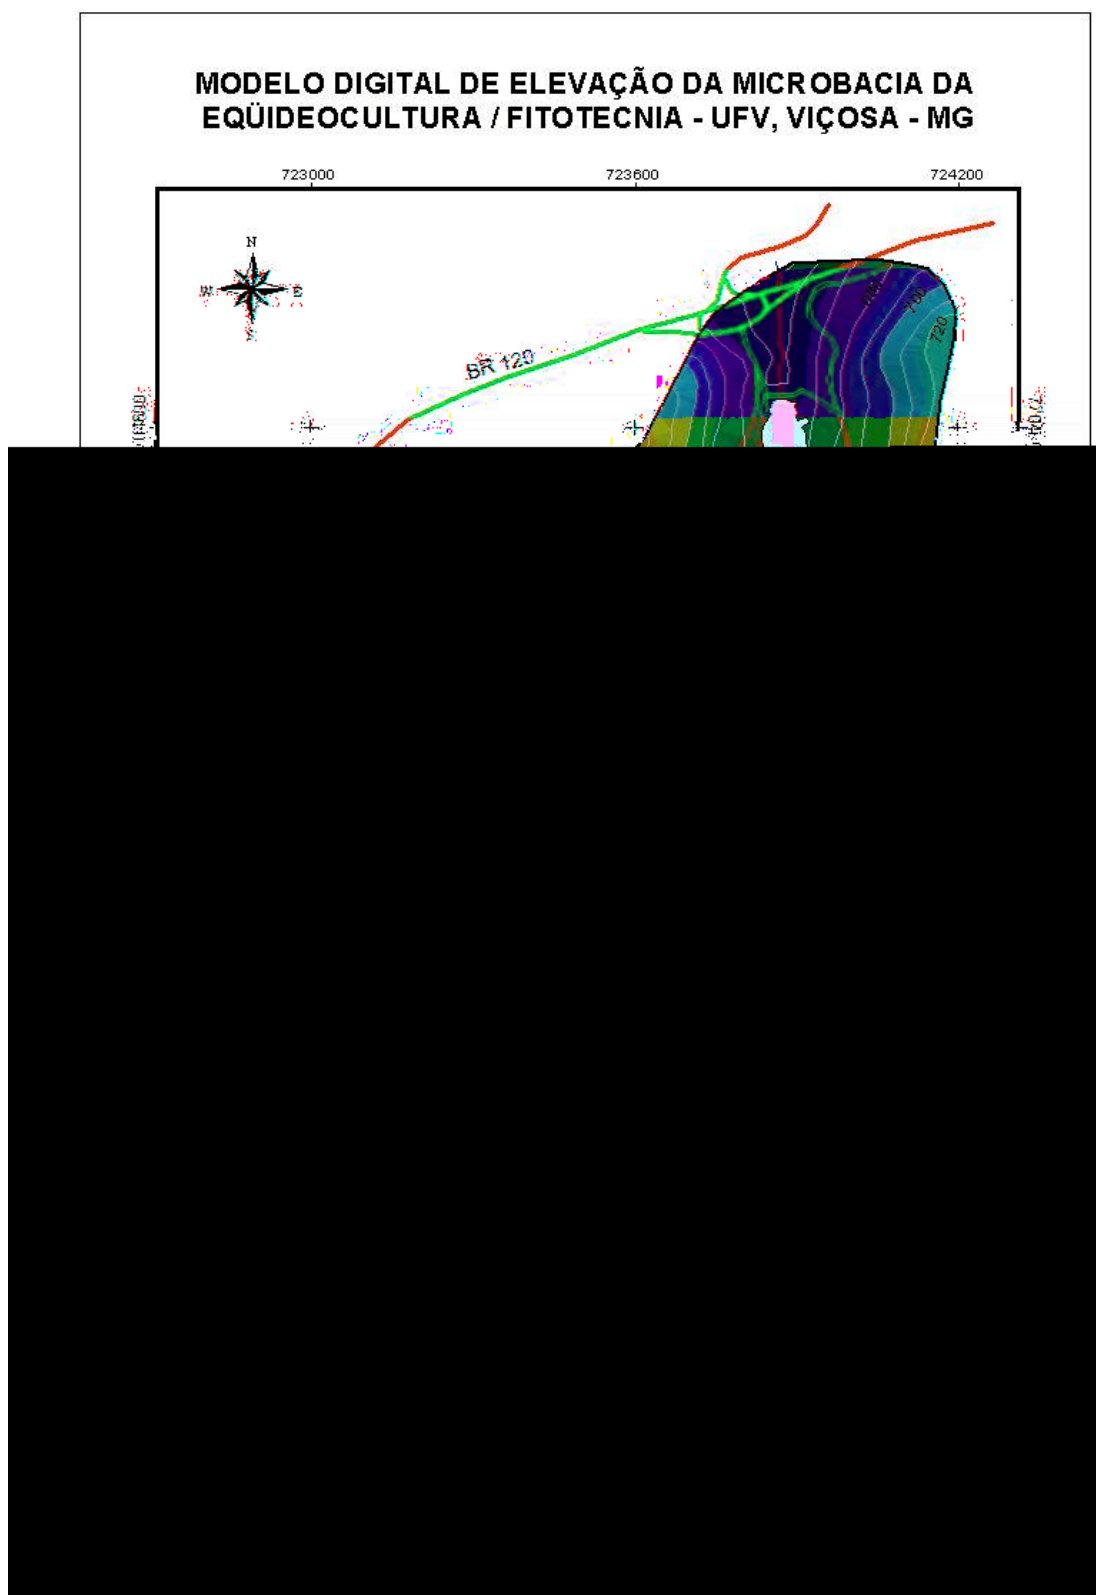 MODELO DIGITAL DE ELEVAÇÃO DA MICROBACIA DA
EQÜIDEOCULTURA / FITOTECNIA - UFV, VIÇOSA - MG
723000 723600 724200
N
W E
BR 120
700
720